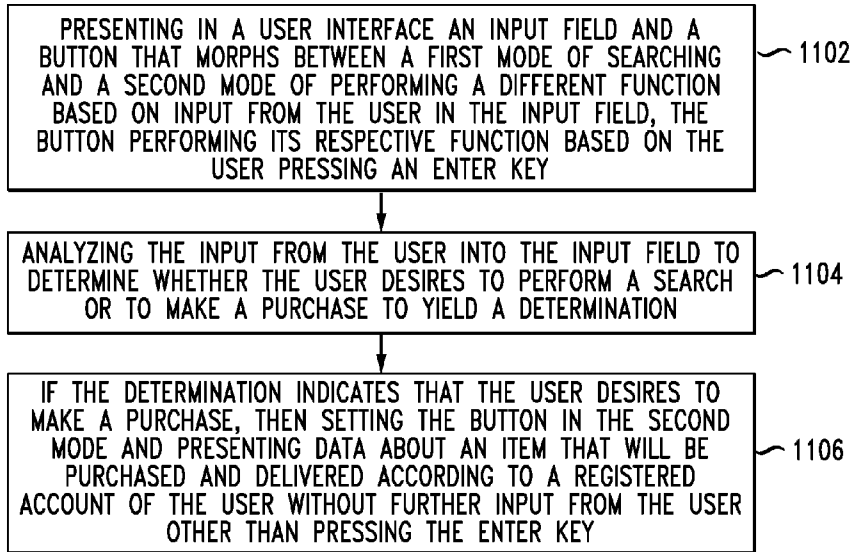 PRESENTING IN A USER INTERFACE AN INPUT FIELD AND A
BUTTON THAT MORPHS BETWEEN A FIRST MODE OF SEARCHING
AND A SECOND MODE OF PERFORMING A DIFFERENT FUNCTION
BASED ON INPUT FROM THE USER IN THE INPUT FIELD, THE
BUTTON PERFORMING ITS RESPECTIVE FUNCTION BASED ON THE
USER PRESSING AN ENTER KEY
1102
ANALYZING THE INPUT FROM THE USER INTO THE INPUT FIELD TO
DETERMINE WHETHER THE USER DESIRES TO PERFORM A SEARCH
OR TO MAKE A PURCHASE TO YIELD A DETERMINATION
1104
IF THE DETERMINATION INDICATES THAT THE USER DESIRES TO
MAKE A PURCHASE, THEN SETTING THE BUTTON IN THE SECOND
MODE AND PRESENTING DATA ABOUT AN ITEM THAT WILL BE
PURCHASED AND DELIVERED ACCORDING TO A REGISTERED
ACCOUNT OF THE USER WITHOUT FURTHER INPUT FROM THE USER
OTHER THAN PRESSING THE ENTER KEY
1106